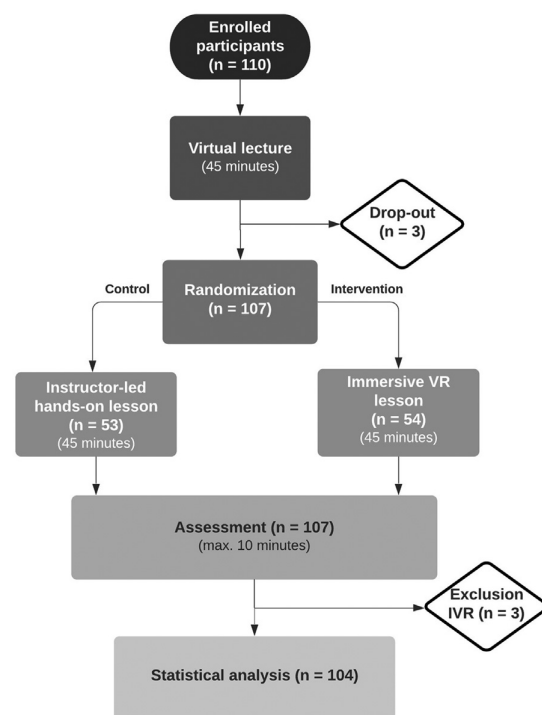 Enrolled
participants
(n = 110)
Virtual lecture
(45 minutes)
Drop-out
(n = 3)
Randomization
(n = 107)
Control
Intervention
Instructor-led
hands-on lesson
(n = 53)
(45 minutes)
Immersive VR
lesson
(n = 54)
(45 minutes)
Assessment (n = 107)
(max. 10 minutes)
Exclusion
IVR (n = 3)
Statistical analysis (n = 104)